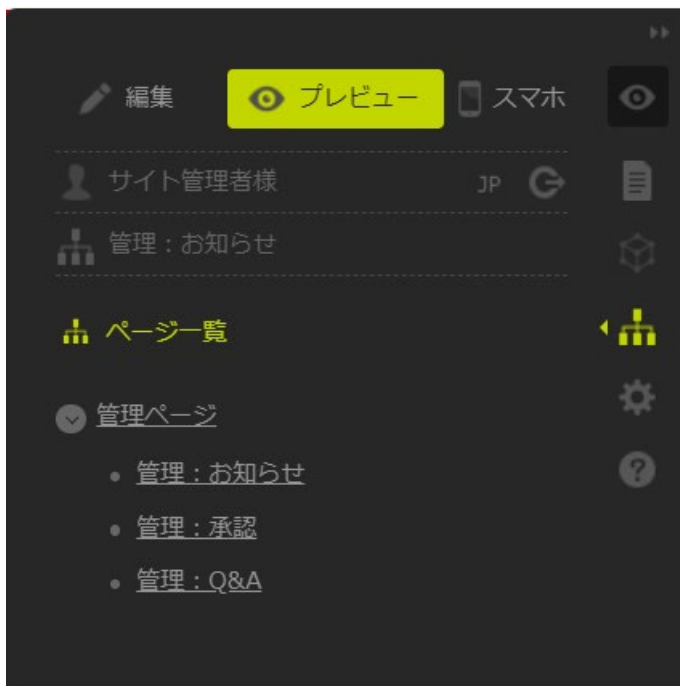 編集 プレビュー スマホ
サイト管理者様 JP
管理：お知らせ
ページ一覧
管理ページ
管理：お知らせ
管理：承認
管理：Q&A